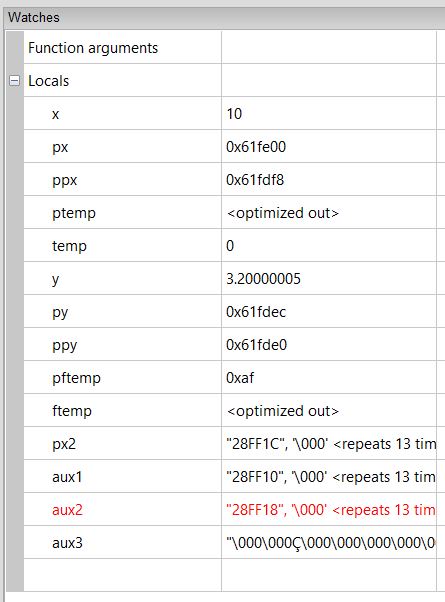 Watches
Function arguments
Locals
x 10
px 0x61fe00
ppx 0x61fdf8
ptemp <optimized out>
temp 0
y 3.20000005
py 0x61fdec
ppy 0x61fde0
pftemp 0xaf
ftemp <optimized out>
px2 "28FF1C", '\000' <repeats 13 tim
aux1 "28FF10", '\000' <repeats 13 tim
aux2 "28FF18", '\000' <repeats 13 tim
aux3 "\000\000Ç\000\000\000\000\0